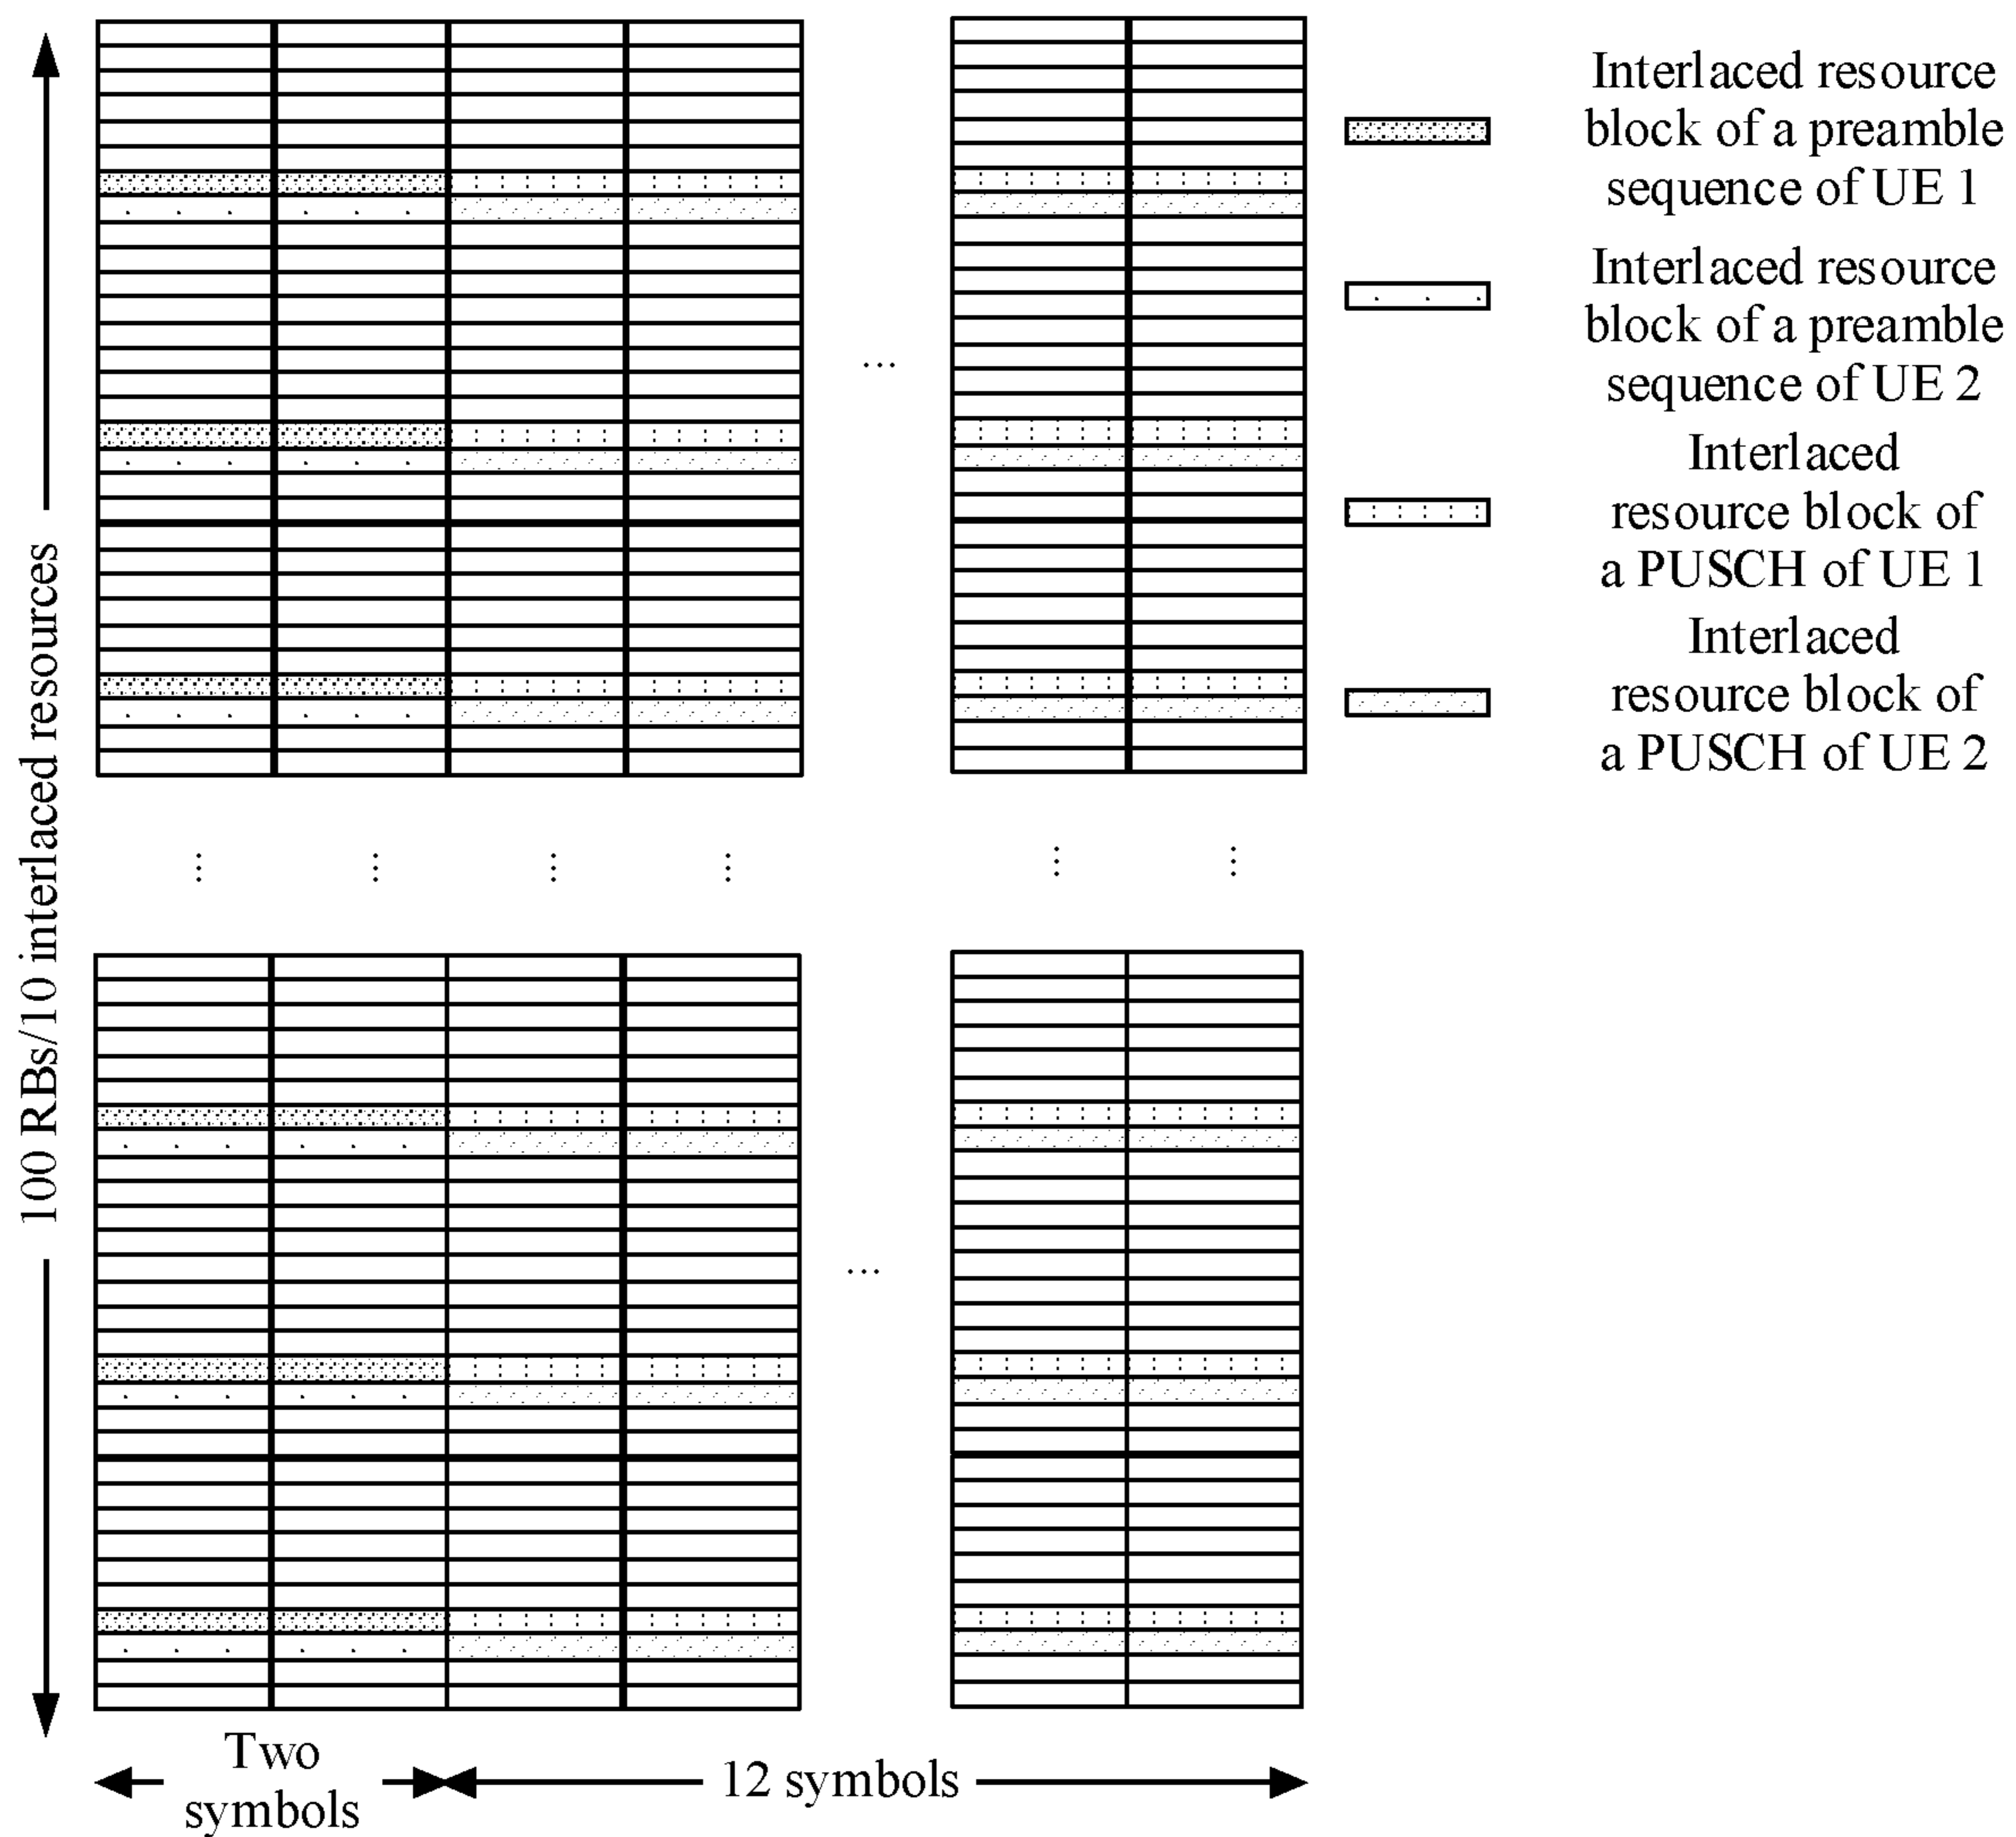 100 RBs/10 interlaced resources
...
...
Interlaced resource
block of a preamble
sequence of UE 1
Interlaced resource
block of a preamble
sequence of UE 2
Interlaced
resource block of
a PUSCH of UE 1
Interlaced
resource block of
a PUSCH of UE 2
Two
symbols
12 symbols